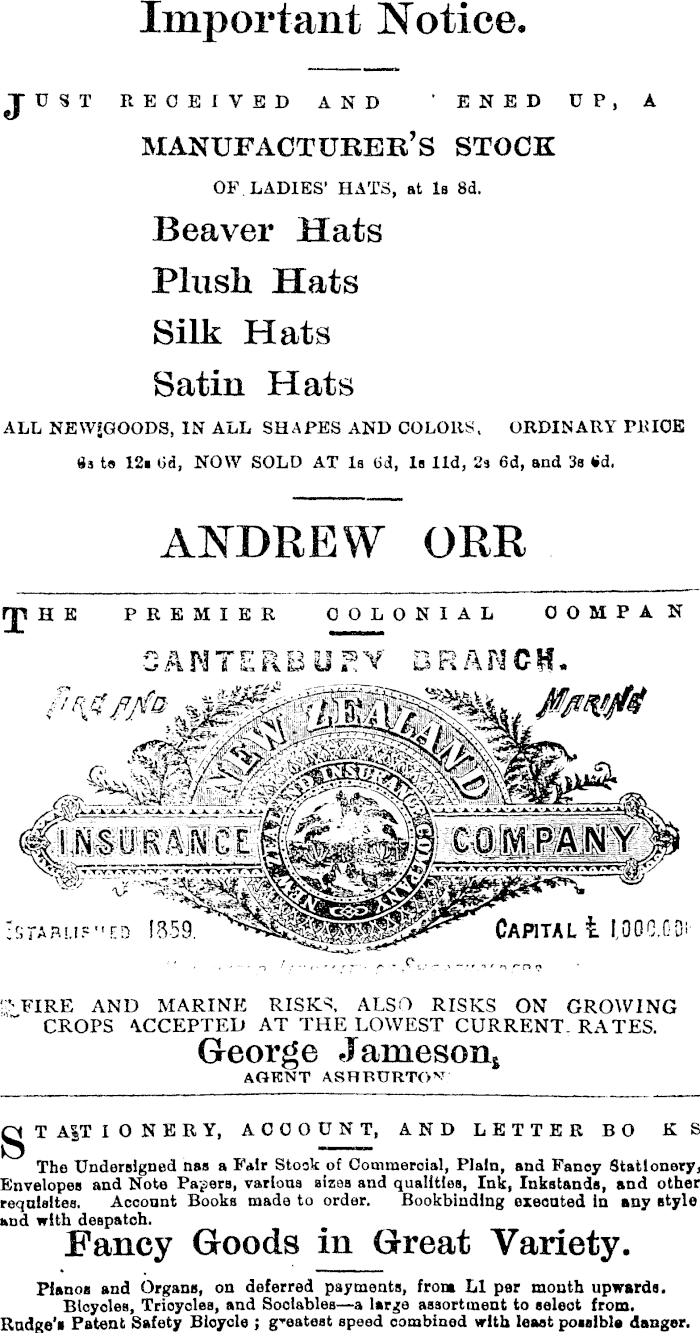 Important Notice.
JUST RECEIVED AND ENED UP, A
MANUFACTURER'S STOCK
OF LADIES' HATS, at 1s 8d.
Beaver Hats
Plush Hats
Silk Hats
Satin Hats
ALL NEW GOODS, IN ALL SHAPES AND COLORS, ORDINARY PRICE
to 12s 6d, NOW SOLD AT 1s 6d, 1s 11d, 2s 6d, and 3s 6d.
ANDREW ORR
THE PREMIER COLONIAL COMPAN
CANTERBURY BRANCH.
FIRE AND MARINE
NEW ZEALAND
INSURANCE COMPANY
NEW ZEALAND INSURANCE COMPANY
ESTABLISHED 1859. CAPITAL £1,000,00
FIRE AND MARINE RISKS, ALSO RISKS ON GROWING
CROPS ACCEPTED AT THE LOWEST CURRENT RATES.
George Jameson,
AGENT ASHBURTON
STATIONERY, ACCOUNT, AND LETTER BO KS
The Undersigned has a Fair Stock of Commercial, Plain, and Fancy Stationery,
Envelopes and Note Papers, various sizes and qualities, Ink, Inkstands, and other
requisites. Account Books made to order. Bookbinding executed in any style
and with despatch.
Fancy Goods in Great Variety.
Pianos and Organs, on deferred payments, from L1 per month upwards.
Bicycles, Tricycles, and Sociables—a large assortment to select from.
Rudge's Patent Safety Bicycle ; greatest speed combined with least possible danger.